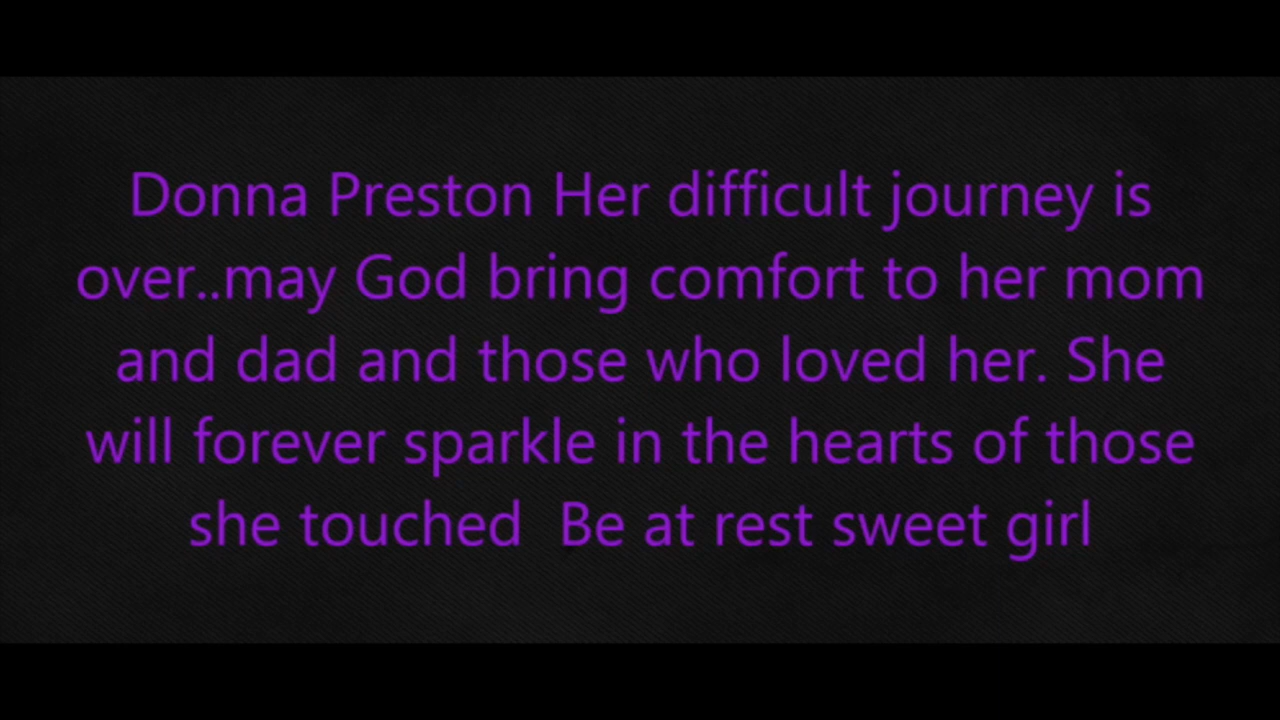 Donna Preston Her difficult journey is
over..may God bring comfort to her mom
and dad and those who loved her. She
will forever sparkle in the hearts of those
she touched  Be at rest sweet girl